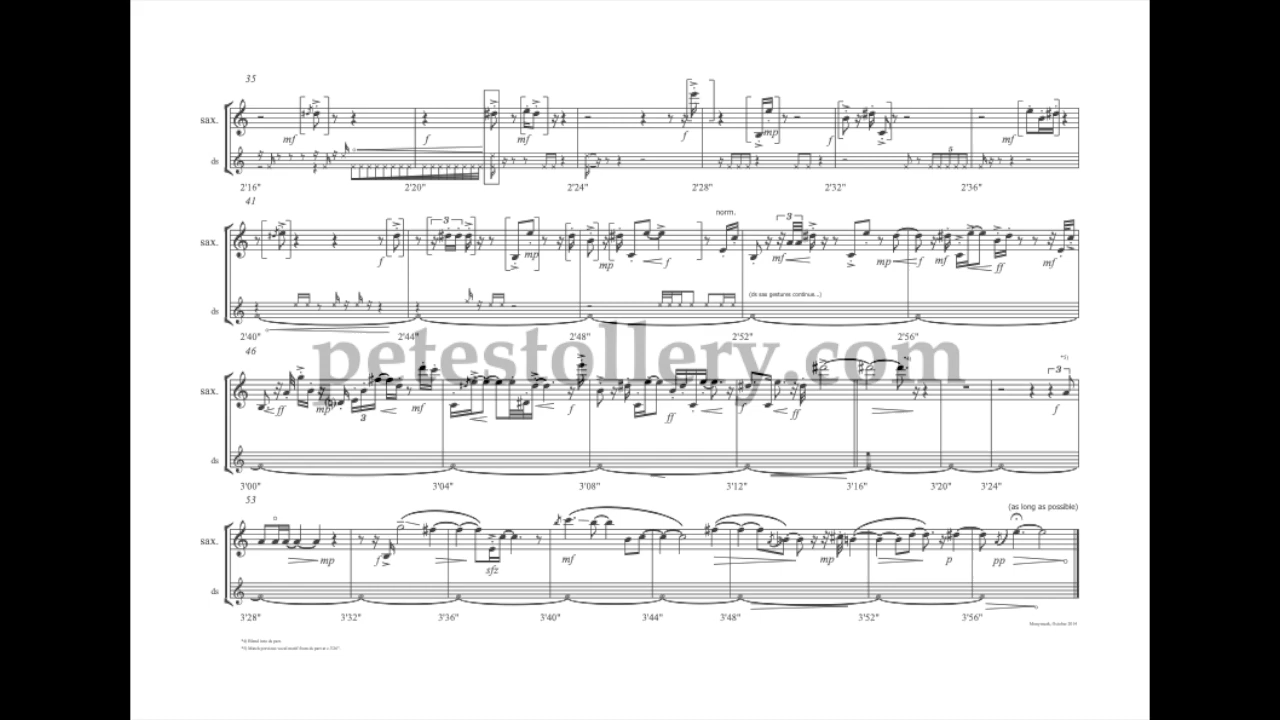 35
sax.
mf f mf f mp f mf
ds
5
2'16" 2'20" 2'24" 2'28" 2'32" 2'36"
41
norm.
3 3
sax.
f mp mp f mf mp f mf ff mf
(ds sax gestures continue...)
ds
2'40" 2'44" 2'48" 2'52" 2'56"
petestollery.com
46
3
sax.
ff mp mf f ff f ff f
3
ds
3'00" 3'04" 3'08" 3'12" 3'16" 3'20" 3'24"
53
(as long as possible)
sax.
mp f sfz mf mp p pp
ds
3'28" 3'32" 3'36" 3'40" 3'44" 3'48" 3'52" 3'56"